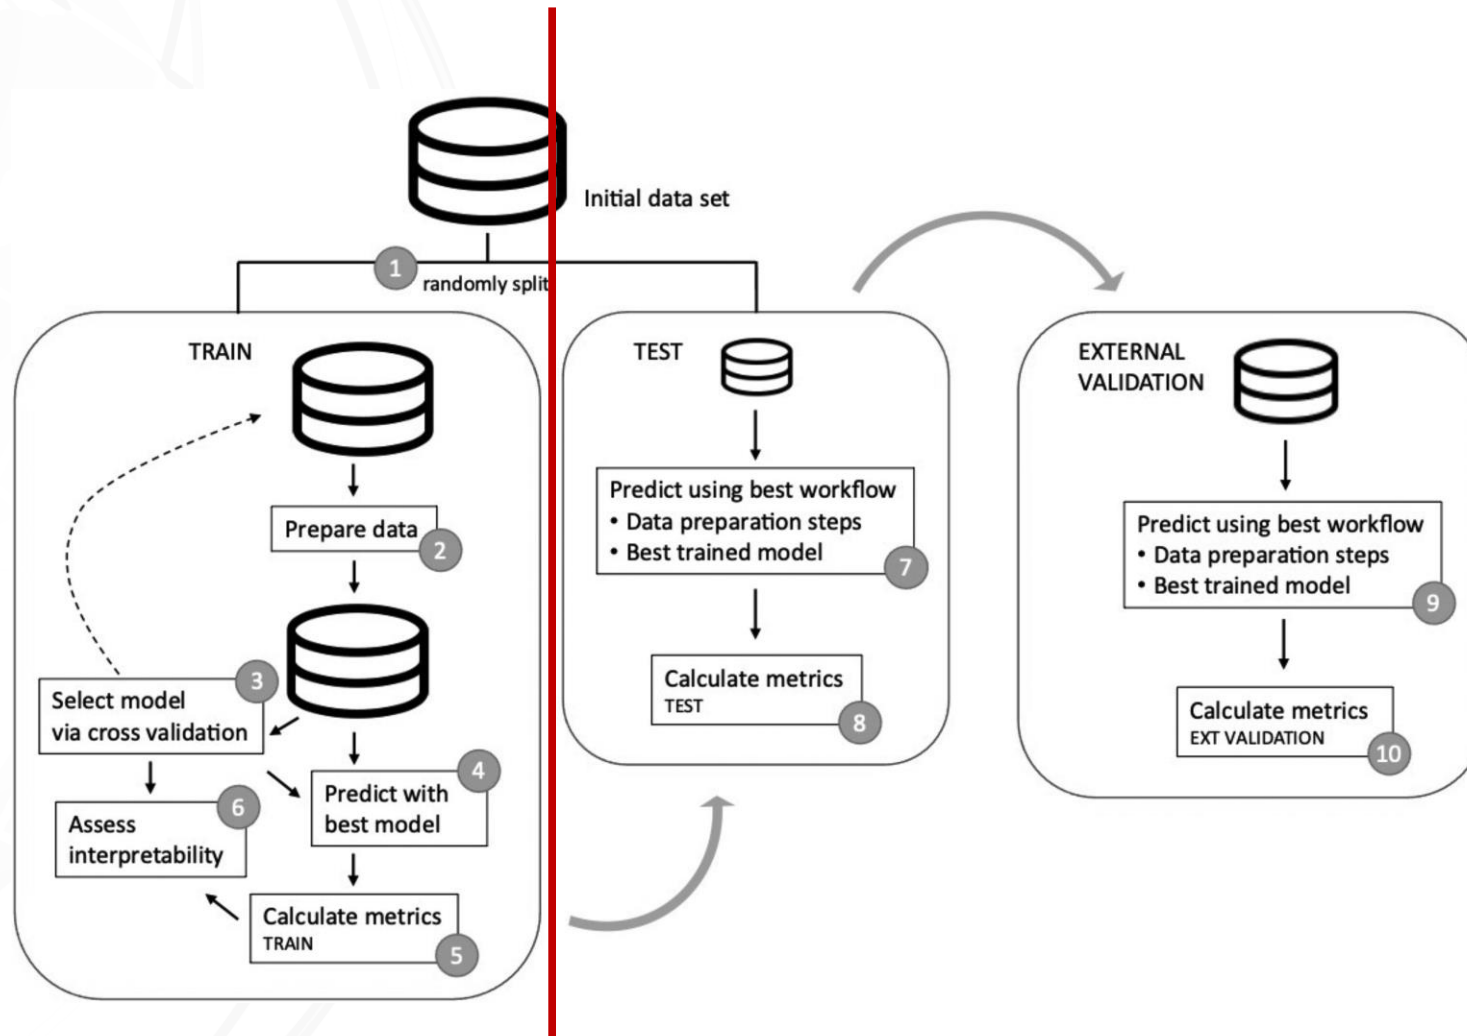 Initial data set
1
randomly split
TRAIN
Prepare data
2
3
Select model
via cross validation
4
Predict with
best model
6
Assess
interpretability
Calculate metrics
TRAIN
5
TEST
Predict using best workflow
• Data preparation steps
• Best trained model
7
Calculate metrics
TEST
8
EXTERNAL
VALIDATION
Predict using best workflow
• Data preparation steps
• Best trained model
9
Calculate metrics
EXT VALIDATION
10